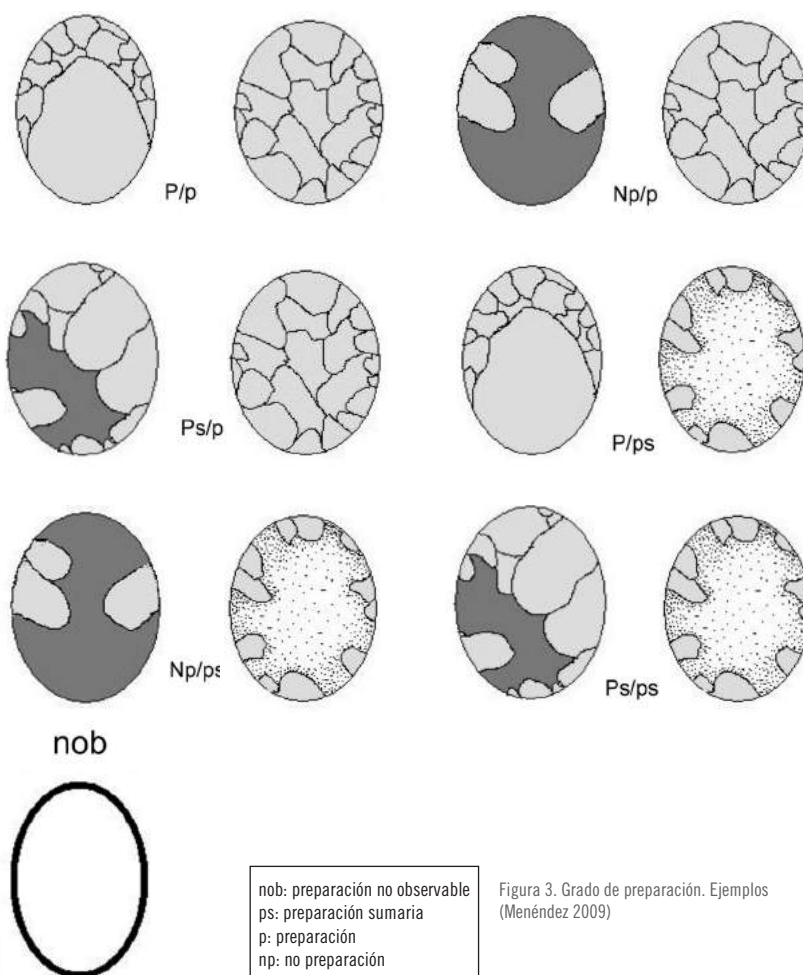 P/p
Np/p
Ps/p
P/ps
Np/ps
Ps/ps
nob
nob: preparación no observable
ps: preparación sumaria
p: preparación
np: no preparación
Figura 3. Grado de preparación. Ejemplos
(Menéndez 2009)